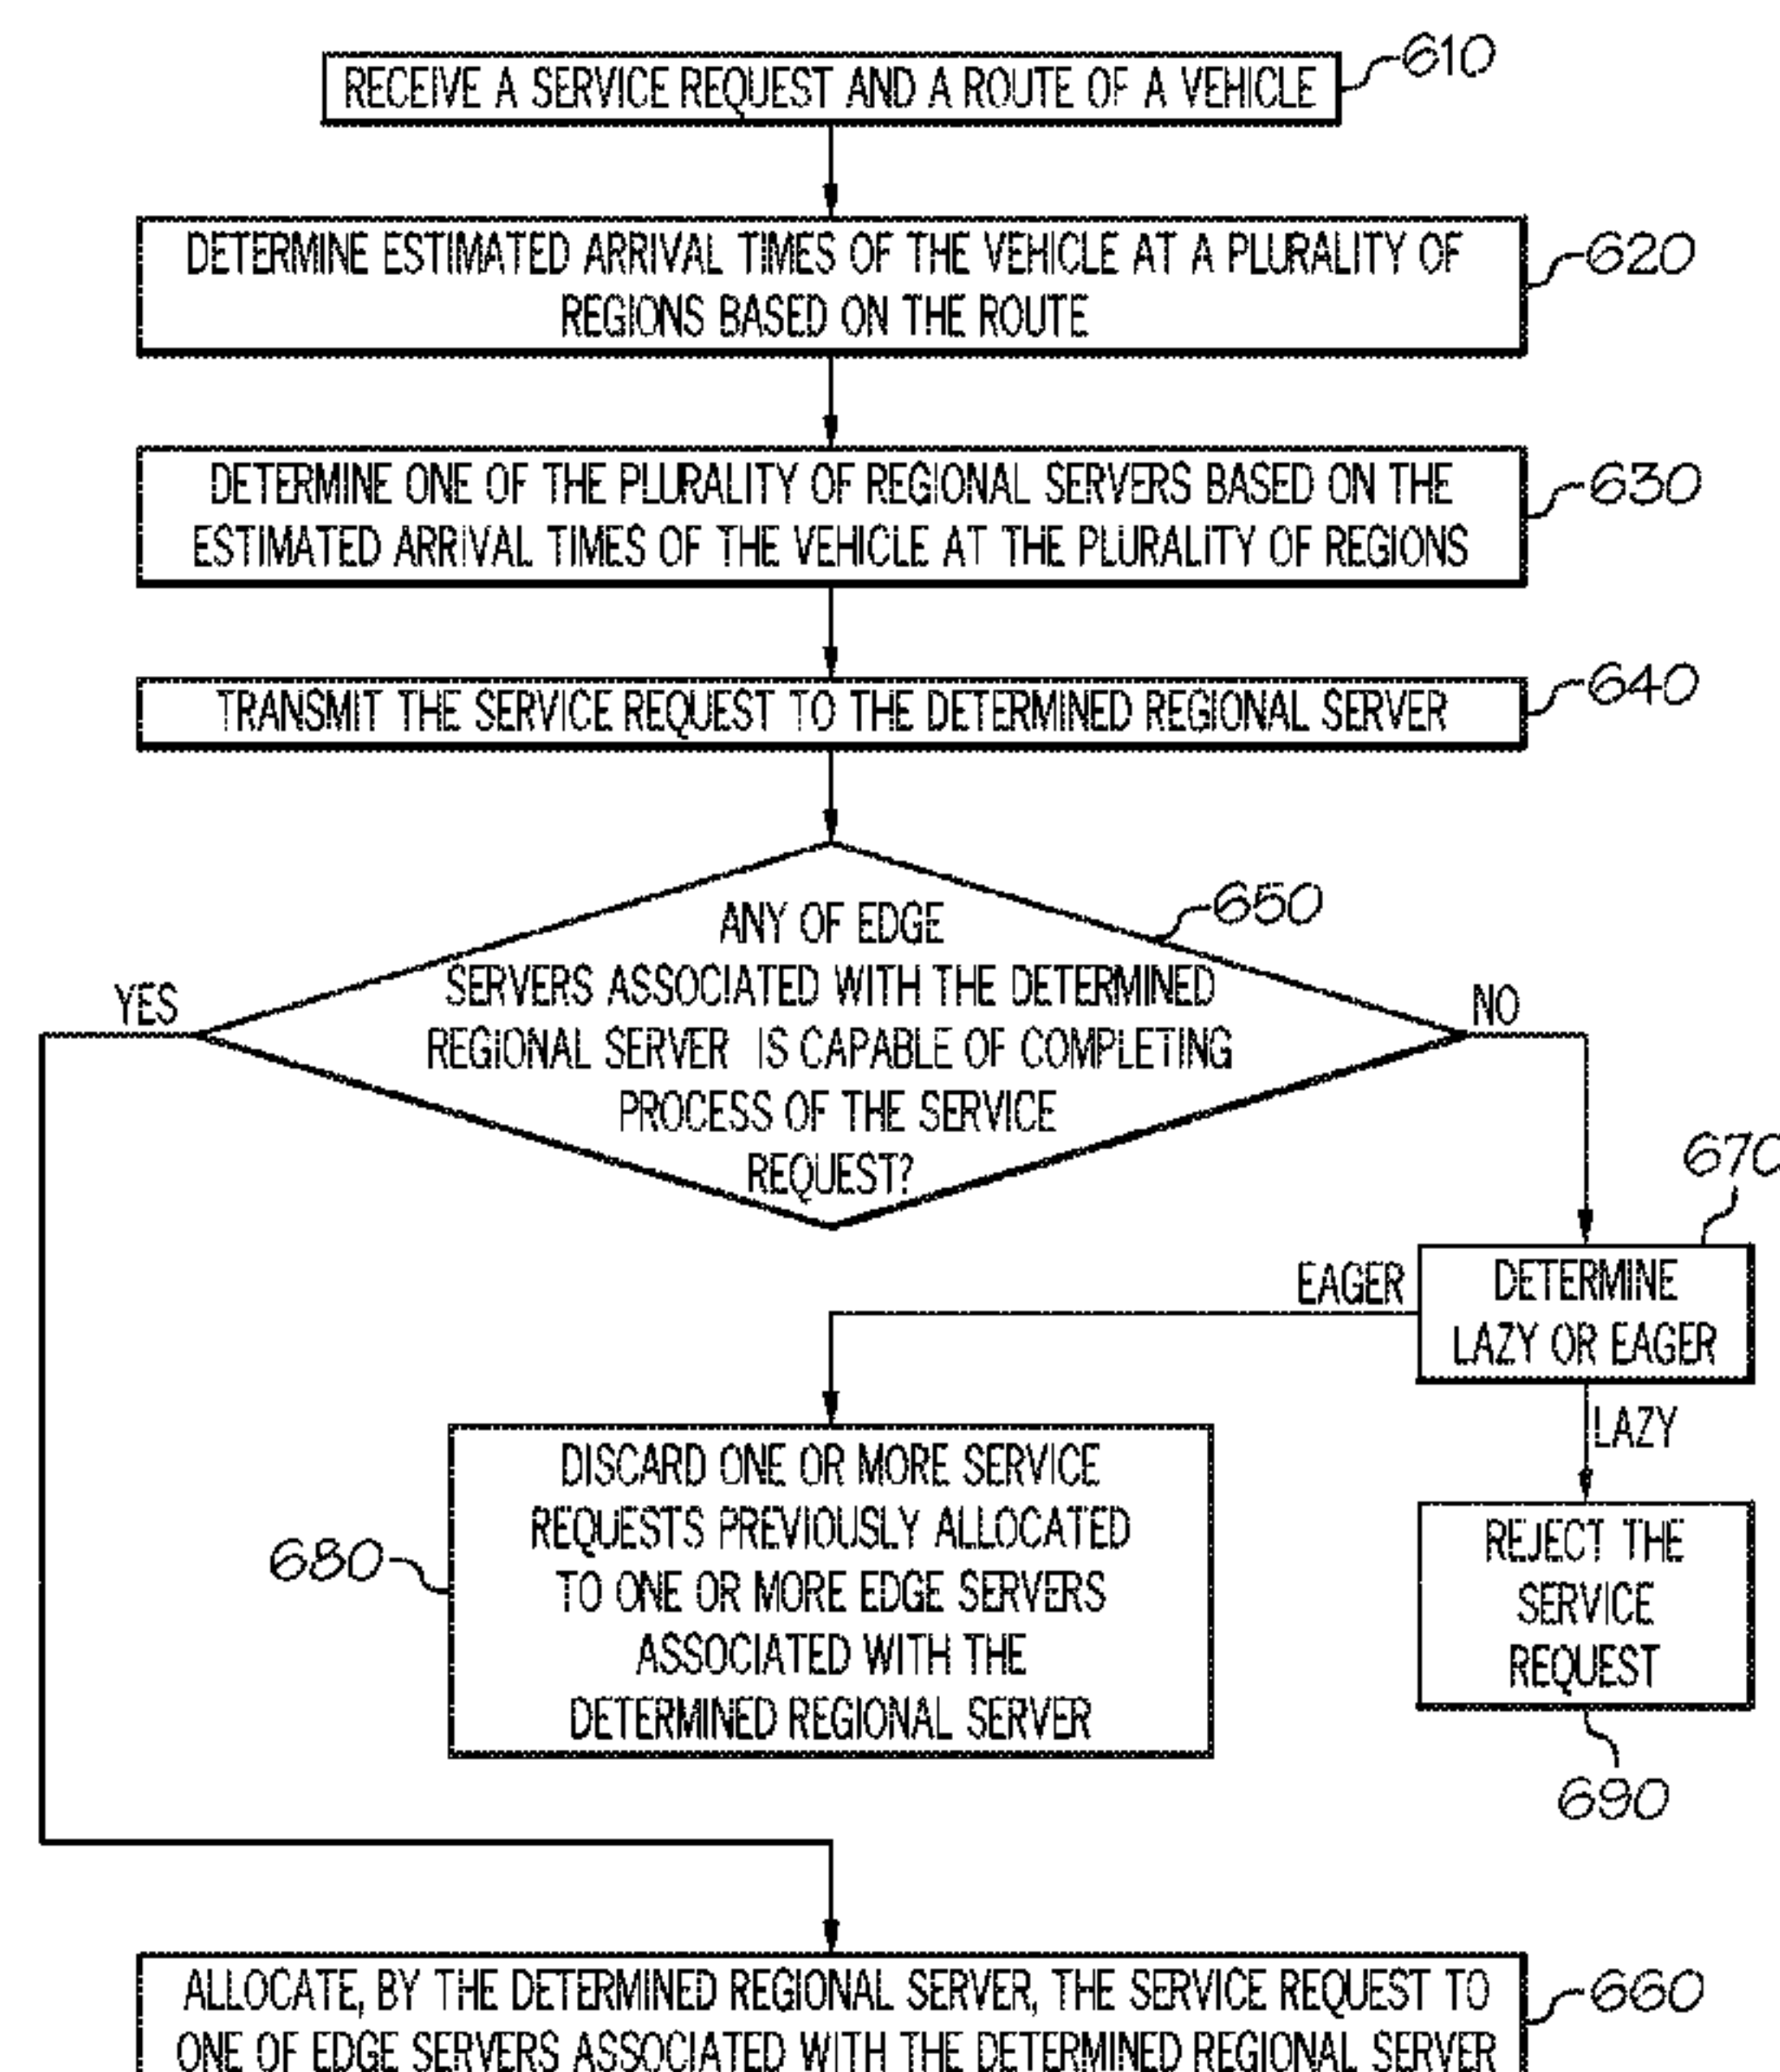 RECEIVE A SERVICE REQUEST AND A ROUTE OF A VEHICLE
610
DETERMINE ESTIMATED ARRIVAL TIMES OF THE VEHICLE AT A PLURALITY OF
REGIONS BASED ON THE ROUTE
620
DETERMINE ONE OF THE PLURALITY OF REGIONAL SERVERS BASED ON THE
ESTIMATED ARRIVAL TIMES OF THE VEHICLE AT THE PLURALITY OF REGIONS
630
TRANSMIT THE SERVICE REQUEST TO THE DETERMINED REGIONAL SERVER
640
650
ANY OF EDGE
SERVERS ASSOCIATED WITH THE DETERMINED
REGIONAL SERVER IS CAPABLE OF COMPLETING
PROCESS OF THE SERVICE
REQUEST?
YES
NO
670
DETERMINE
LAZY OR EAGER
EAGER
LAZY
DISCARD ONE OR MORE SERVICE
REQUESTS PREVIOUSLY ALLOCATED
TO ONE OR MORE EDGE SERVERS
ASSOCIATED WITH THE
DETERMINED REGIONAL SERVER
680
REJECT THE
SERVICE
REQUEST
690
ALLOCATE, BY THE DETERMINED REGIONAL SERVER, THE SERVICE REQUEST TO
ONE OF EDGE SERVERS ASSOCIATED WITH THE DETERMINED REGIONAL SERVER
660